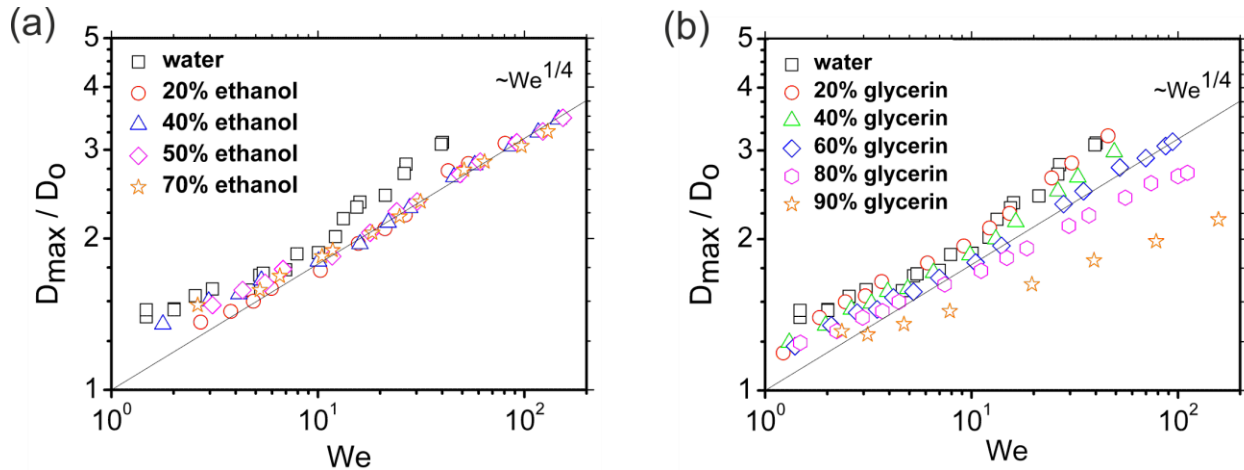 (a)
5
4
3
2
1
10^0
10^1
10^2
D_max / D_o
We
water
20% ethanol
40% ethanol
50% ethanol
70% ethanol
~We^1/4
(b)
5
4
3
2
1
10^0
10^1
10^2
D_max / D_o
We
water
20% glycerin
40% glycerin
60% glycerin
80% glycerin
90% glycerin
~We^1/4